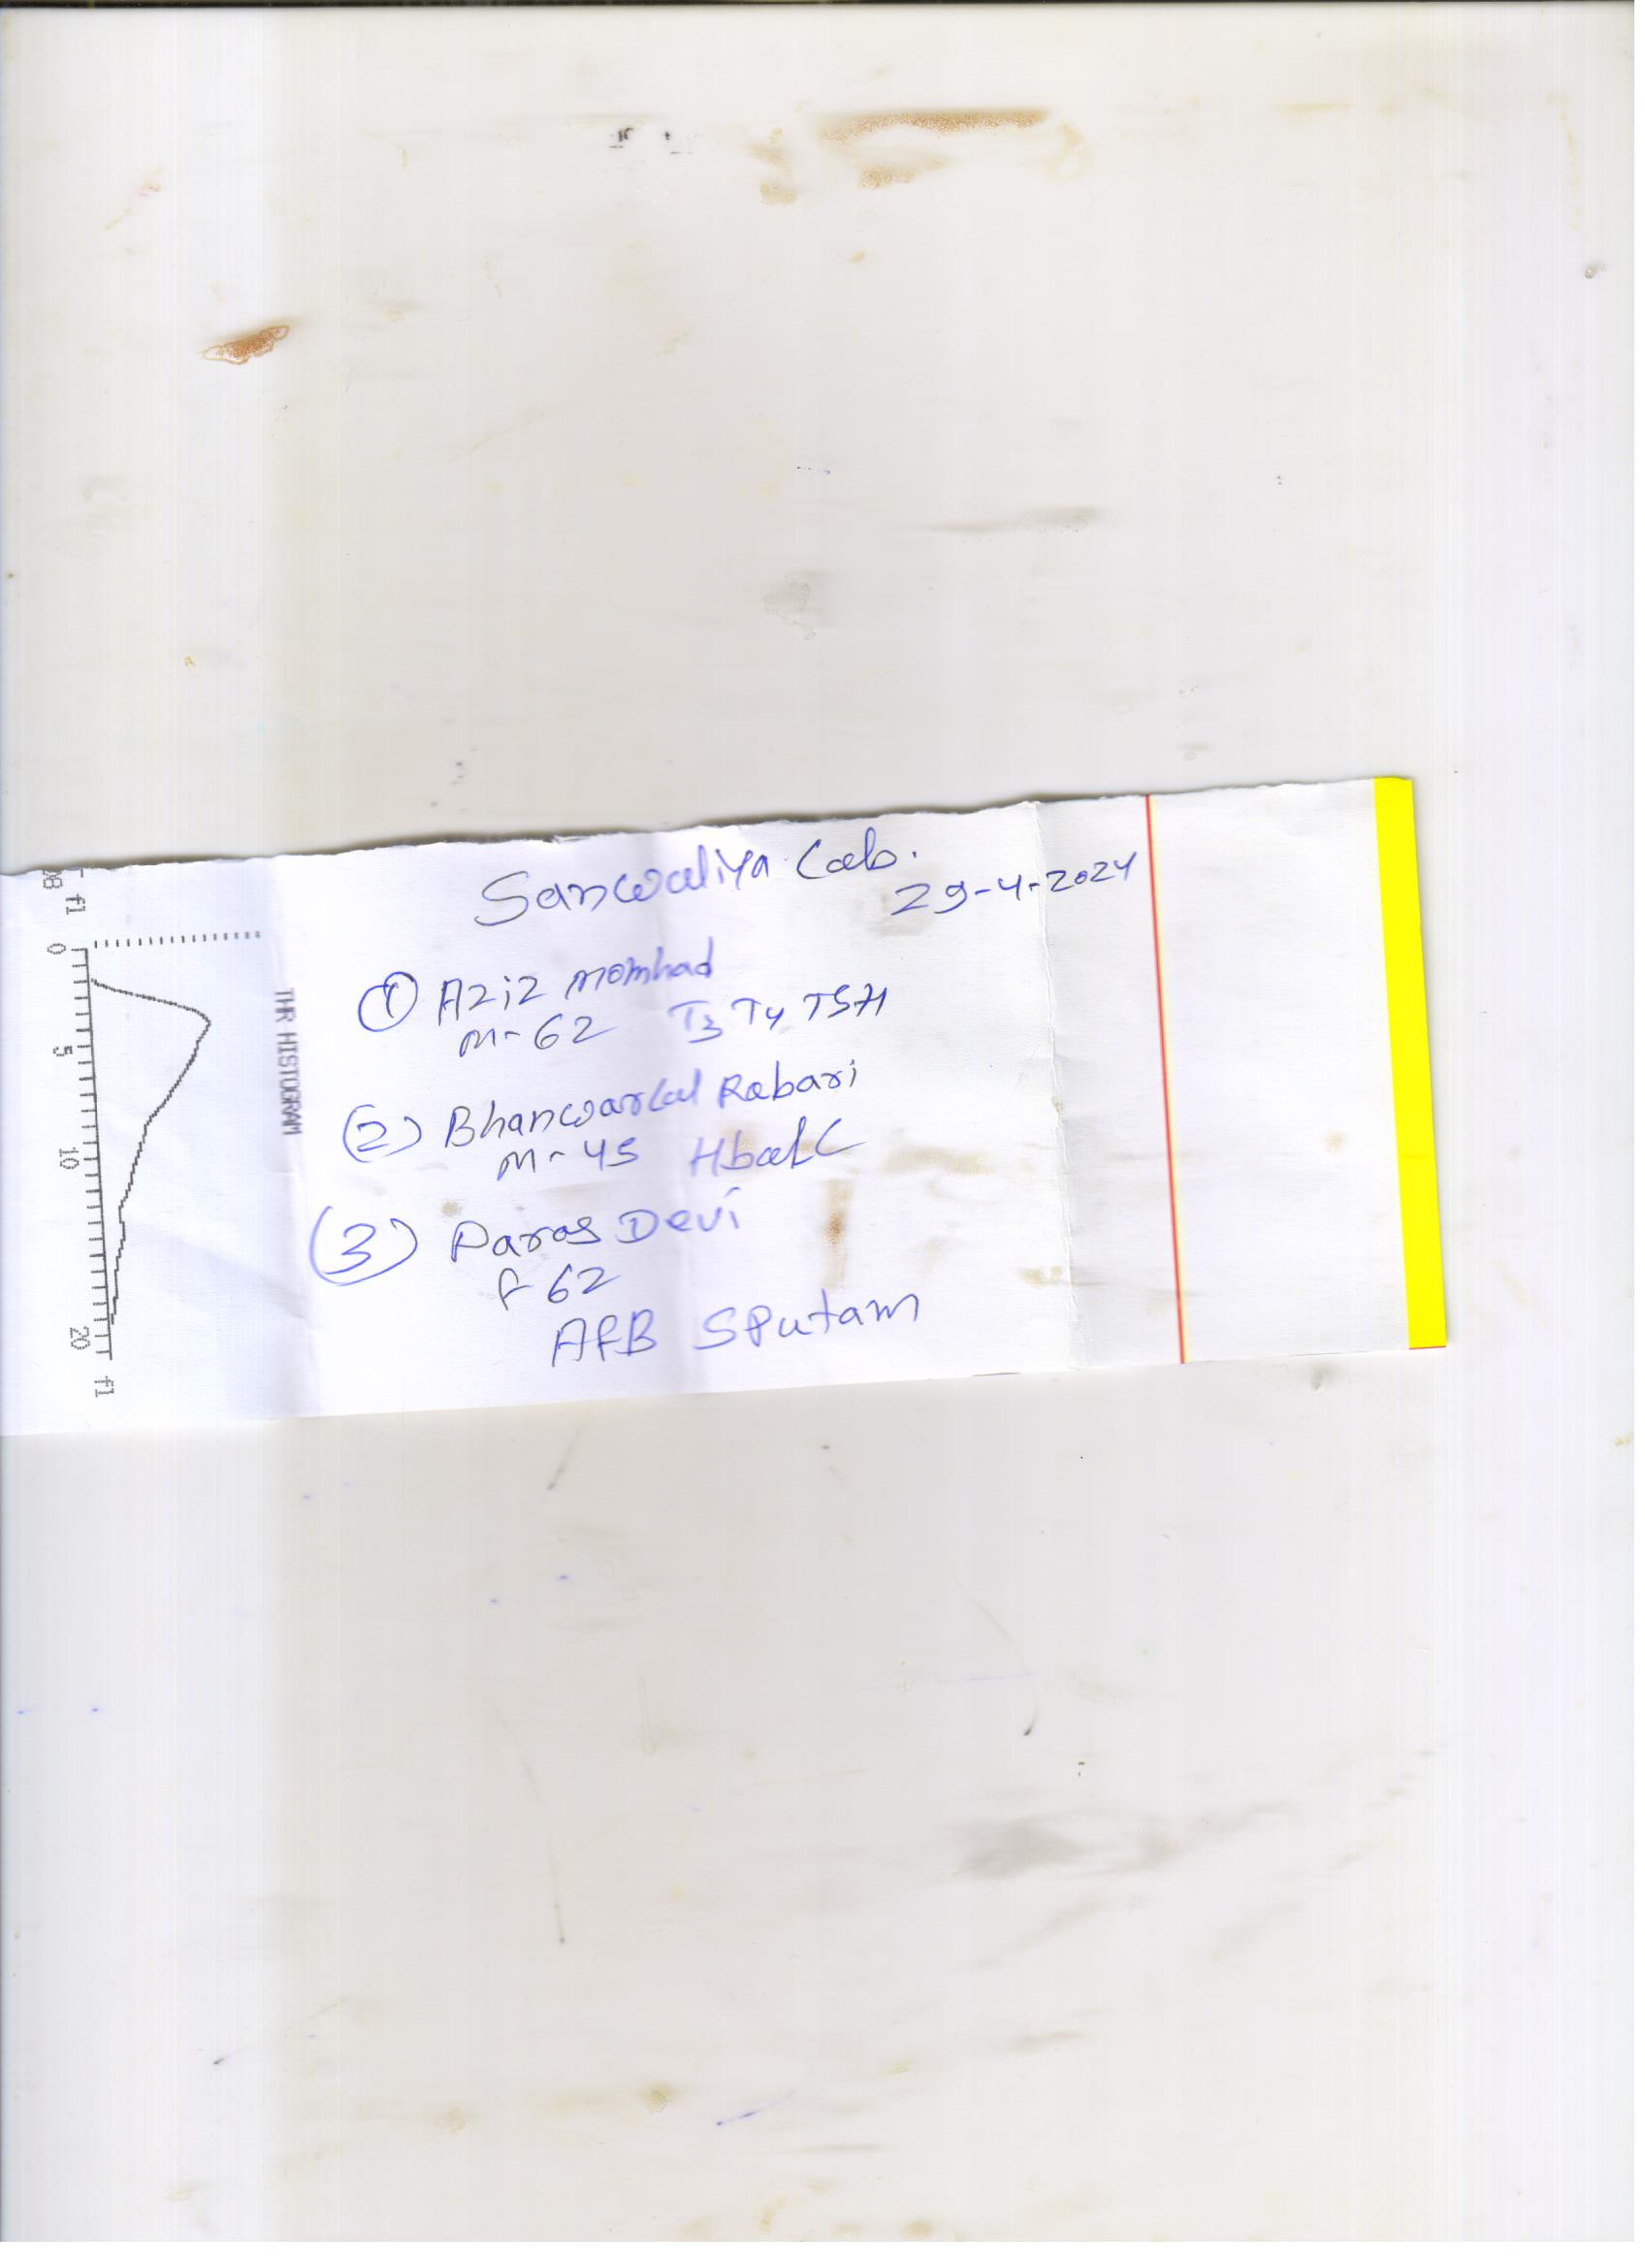 Sanwaliya Lab.
29-4-2024
① Aziz momhad
m-62 T3 T4 TSH
(2) Bhanwarlal Rabari
m-45 Hba1C
(3) Paras Devi
F 62
AFB Sputam
THR HISTOGRAM
fl
0 5 10 20 fl